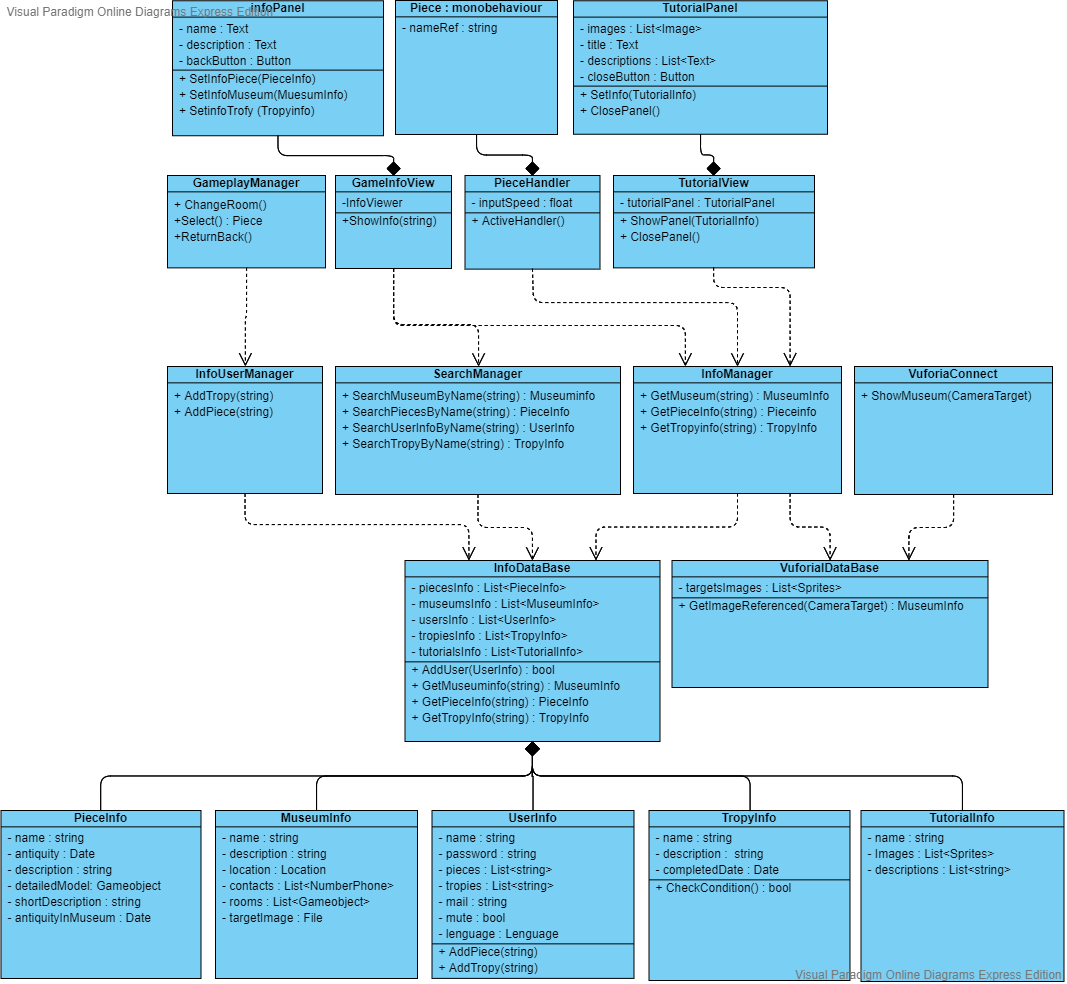 Visual Paradigm Online Diagrams Express Edition
infoPanel
- name : Text
- description : Text
- backButton : Button
+ SetInfoPiece(PieceInfo)
+ SetInfoMuseum(MuesumInfo)
+ SetinfoTrofy (Tropyinfo)
Piece : monobehaviour
- nameRef : string
TutorialPanel
- images : List<Image>
- title : Text
- descriptions : List<Text>
- closeButton : Button
+ SetInfo(TutorialInfo)
+ ClosePanel()
GameplayManager
+ ChangeRoom()
+Select() : Piece
+ReturnBack()
GameInfoView
-InfoViewer
+ShowInfo(string)
PieceHandler
- inputSpeed : float
+ ActiveHandler()
TutorialView
- tutorialPanel : TutorialPanel
+ ShowPanel(TutorialInfo)
+ ClosePanel()
InfoUserManager
+ AddTropy(string)
+ AddPiece(string)
SearchManager
+ SearchMuseumByName(string) : Museuminfo
+ SearchPiecesByName(string) : PieceInfo
+ SearchUserInfoByName(string) : UserInfo
+ SearchTropyByName(string) : TropyInfo
InfoManager
+ GetMuseum(string) : MuseumInfo
+ GetPieceInfo(string) : Pieceinfo
+ GetTropyinfo(string) : TropyInfo
VuforiaConnect
+ ShowMuseum(CameraTarget)
InfoDataBase
- piecesInfo : List<PieceInfo>
- museumsInfo : List<MuseumInfo>
- usersInfo : List<UserInfo>
- tropiesInfo : List<TropyInfo>
- tutorialsInfo : List<TutorialInfo>
+ AddUser(UserInfo) : bool
+ GetMuseuminfo(string) : MuseumInfo
+ GetPieceInfo(string) : PieceInfo
+ GetTropyInfo(string) : TropyInfo
VuforialDataBase
- targetsImages : List<Sprites>
+ GetImageReferenced(CameraTarget) : MuseumInfo
PieceInfo
- name : string
- antiquity : Date
- description : string
- detailedModel: Gameobject
- shortDescription : string
- antiquityInMuseum : Date
MuseumInfo
- name : string
- description : string
- location : Location
- contacts : List<NumberPhone>
- rooms : List<Gameobject>
- targetImage : File
UserInfo
- name : string
- password : string
- pieces : List<string>
- tropies : List<string>
- mail : string
- mute : bool
- lenguage : Lenguage
+ AddPiece(string)
+ AddTropy(string)
TropyInfo
- name : string
- description :  string
- completedDate : Date
+ CheckCondition() : bool
TutorialInfo
- name : string
- Images : List<Sprites>
- descriptions : List<string>
Visual Paradigm Online Diagrams Express Edition